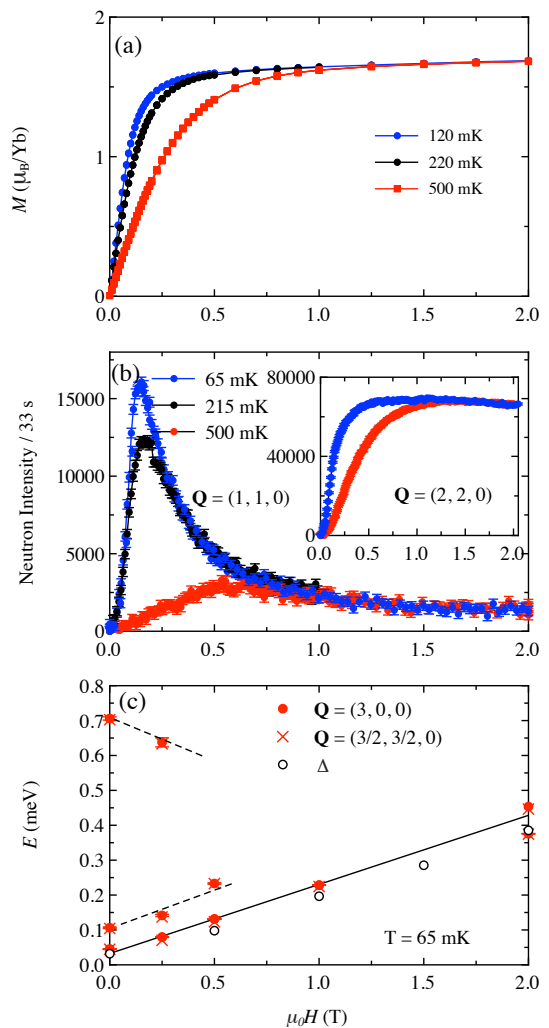 2
(a)
M (μB/Yb)
1
120 mK
220 mK
500 mK
0
0.0 0.5 1.0 1.5 2.0
(b)
65 mK
215 mK
500 mK
Neutron Intensity / 33 s
15000
10000
5000
0
Q = (1, 1, 0)
80000
40000
0
Q = (2, 2, 0)
0.0 0.5 1.0 1.5 2.0
0.0 0.5 1.0 1.5 2.0
(c)
0.8
0.7
0.6
0.5
0.4
0.3
0.2
0.1
0.0
E (meV)
Q = (3, 0, 0)
Q = (3/2, 3/2, 0)
Δ
T = 65 mK
0.0 0.5 1.0 1.5 2.0
μ0H (T)